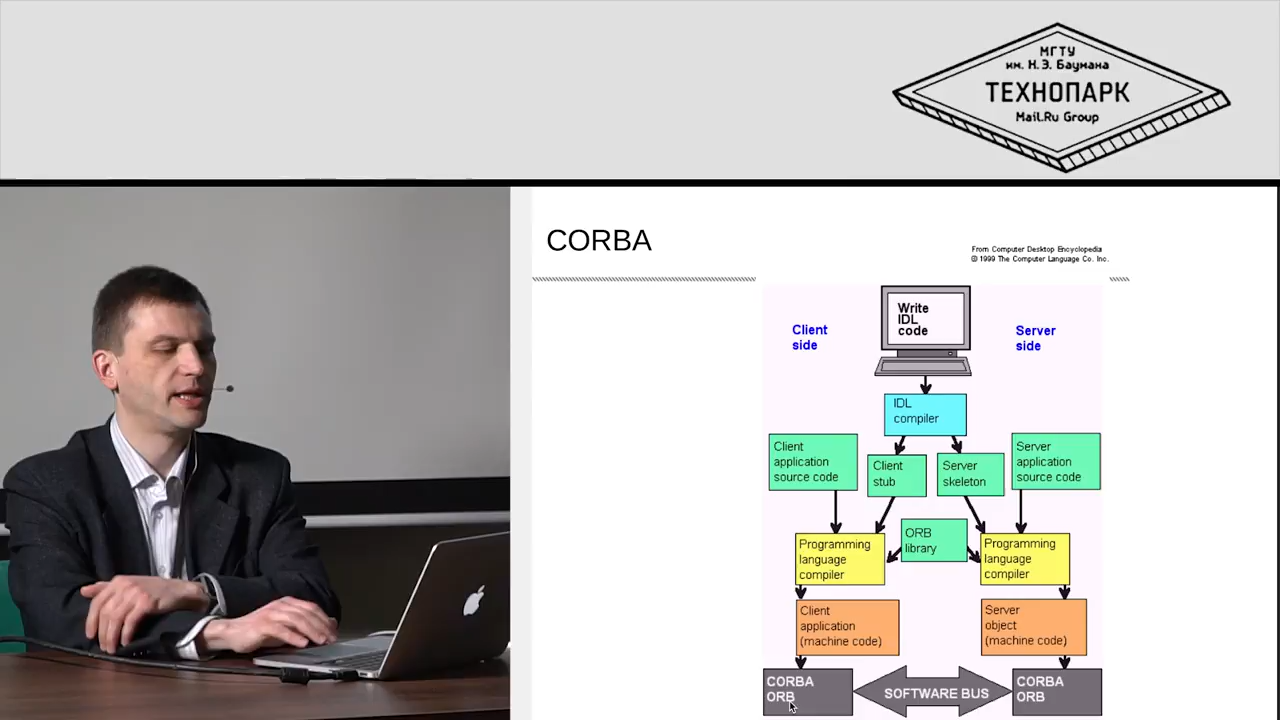 МГТУ
им. Н.Э. Баумана
ТЕХНОПАРК
Mail.Ru Group
CORBA
From Computer Desktop Encyclopedia
© 1999 The Computer Language Co. Inc.
Write
IDL
code
Client
side
Server
side
IDL
compiler
Client
application
source code
Client
stub
Server
skeleton
Server
application
source code
ORB
library
Programming
language
compiler
Programming
language
compiler
Client
application
(machine code)
Server
object
(machine code)
CORBA
ORB
SOFTWARE BUS
CORBA
ORB